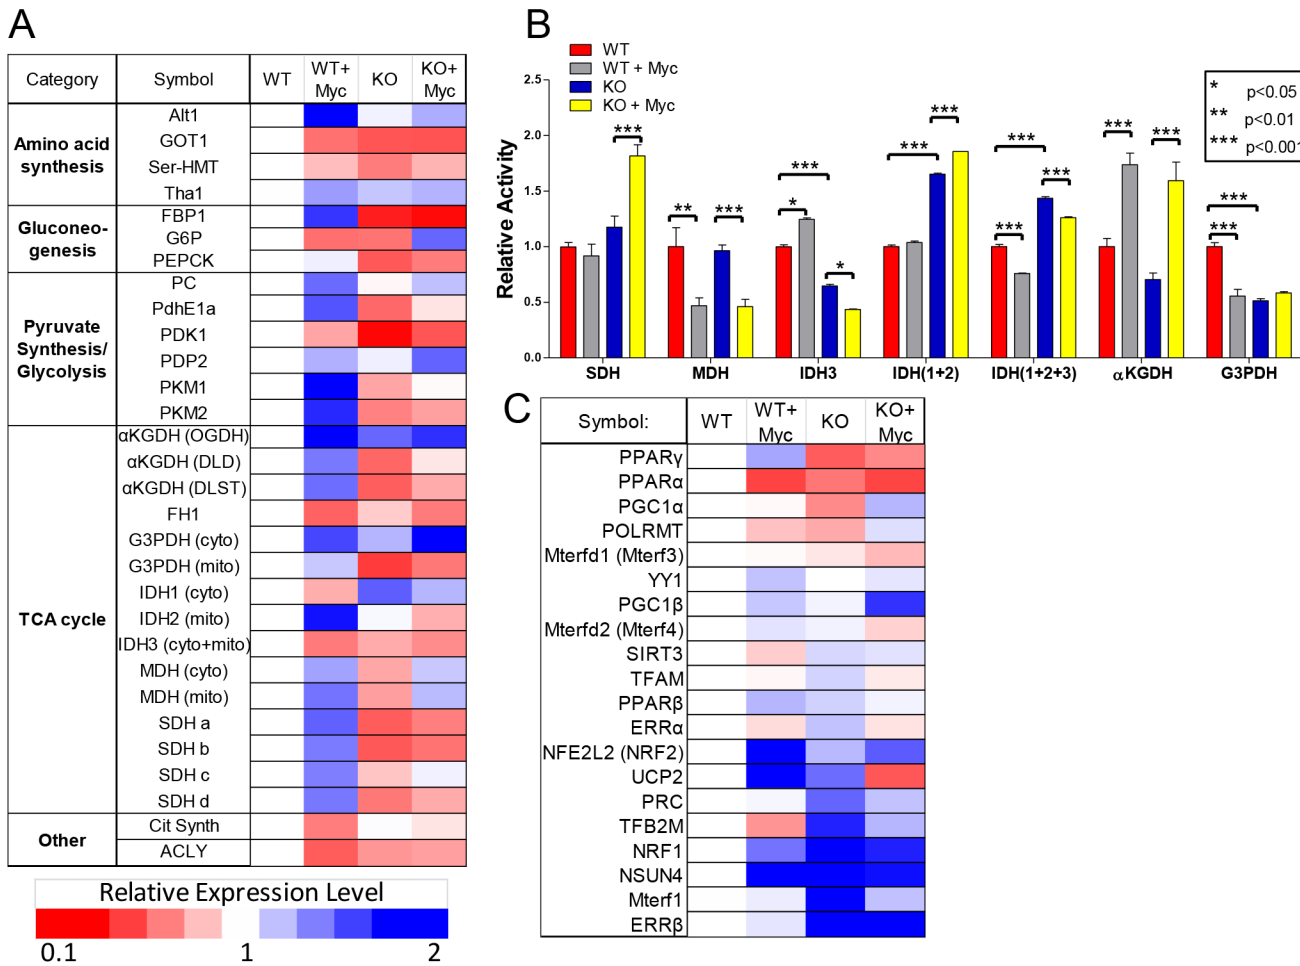 A
Category Symbol WT WT+ Myc KO KO+ Myc
Amino acid synthesis
Alt1
GOT1
Ser-HMT
Tha1
Gluconeo-genesis
FBP1
G6P
PEPCK
Pyruvate Synthesis/ Glycolysis
PC
PdhE1a
PDK1
PDP2
PKM1
PKM2
TCA cycle
αKGDH (OGDH)
αKGDH (DLD)
αKGDH (DLST)
FH1
G3PDH (cyto)
G3PDH (mito)
IDH1 (cyto)
IDH2 (mito)
IDH3 (cyto+mito)
MDH (cyto)
MDH (mito)
SDH a
SDH b
SDH c
SDH d
Other
Cit Synth
ACLY
Relative Expression Level
0.1 1 2
B
WT
WT + Myc
KO
KO + Myc
Relative Activity
2.5
2.0
1.5
1.0
0.5
0.0
*** ** *** *** * * *** *** *** *** *** *** *** *** ***
* p<0.05
** p<0.01
*** p<0.001
SDH MDH IDH3 IDH(1+2) IDH(1+2+3) αKGDH G3PDH
C
Symbol: WT WT+ Myc KO KO+ Myc
PPARγ
PPARα
PGC1α
POLRMT
Mterfd1 (Mterf3)
YY1
PGC1β
Mterfd2 (Mterf4)
SIRT3
TFAM
PPARβ
ERRα
NFE2L2 (NRF2)
UCP2
PRC
TFB2M
NRF1
NSUN4
Mterf1
ERRβ